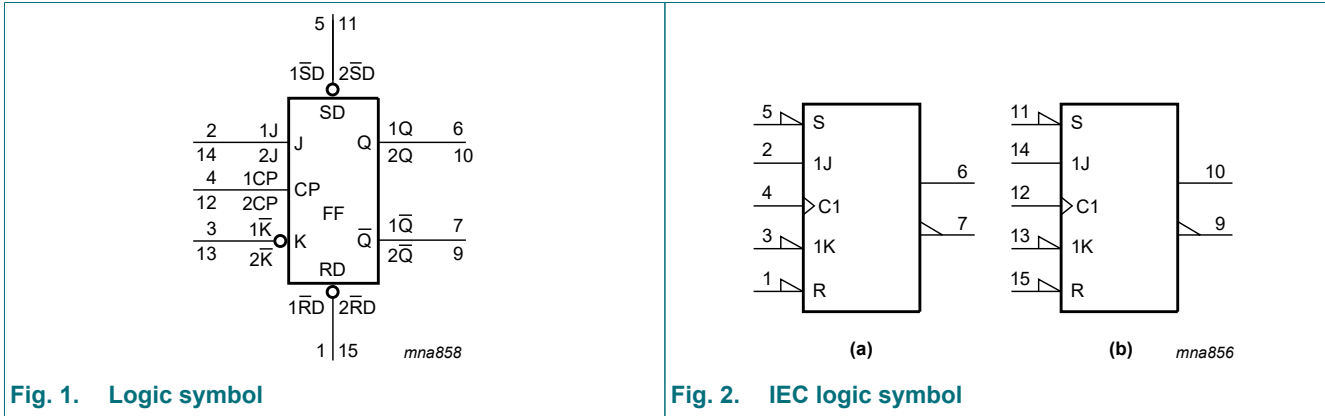 5 11
1S̅D 2S̅D
SD
2 1J J Q 1Q 6
14 2J 2Q 10
4 1CP CP
12 2CP
FF
3 1K̅ K Q̅ 1Q̅ 7
13 2K̅ 2Q̅ 9
RD
1R̅D 2R̅D
1 15 mna858
Fig. 1. Logic symbol
5 S
2 1J
6
4 C1
7
3 1K
1 R
(a)
11 S
14 1J
10
12 C1
9
13 1K
15 R
(b) mna856
Fig. 2. IEC logic symbol